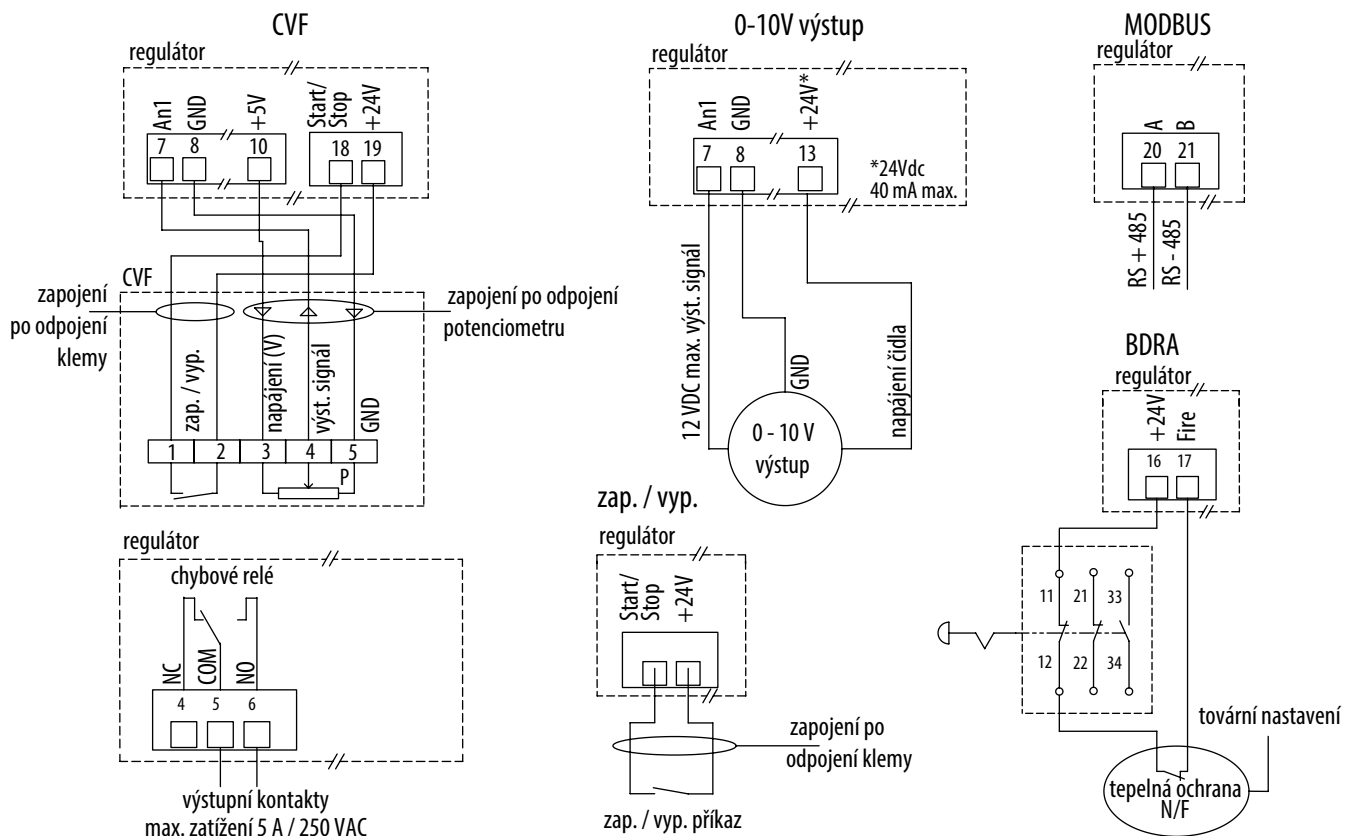 CVF
regulátor
An1
GND
+5V
Start/
Stop
+24V
7
8
10
18
19
CVF
zapojení
po odpojení
klemy
zapojení po odpojení
potenciometru
zap. / vyp.
napájení (V)
výst. signál
GND
1
2
3
4
5
P
0-10V výstup
regulátor
An1
GND
+24V*
7
8
13
*24Vdc
40 mA max.
12 VDC max. výst. signál
GND
napájení čidla
0 - 10 V
výstup
MODBUS
regulátor
A
B
20
21
RS + 485
RS - 485
regulátor
chybové relé
NC
COM
NO
4
5
6
výstupní kontakty
max. zatížení 5 A / 250 VAC
zap. / vyp.
regulátor
Start/
Stop
+24V
zapojení po
odpojení klemy
zap. / vyp. příkaz
BDRA
regulátor
+24V
Fire
16
17
11
21
33
12
22
34
tovární nastavení
tepelná ochrana
N/F